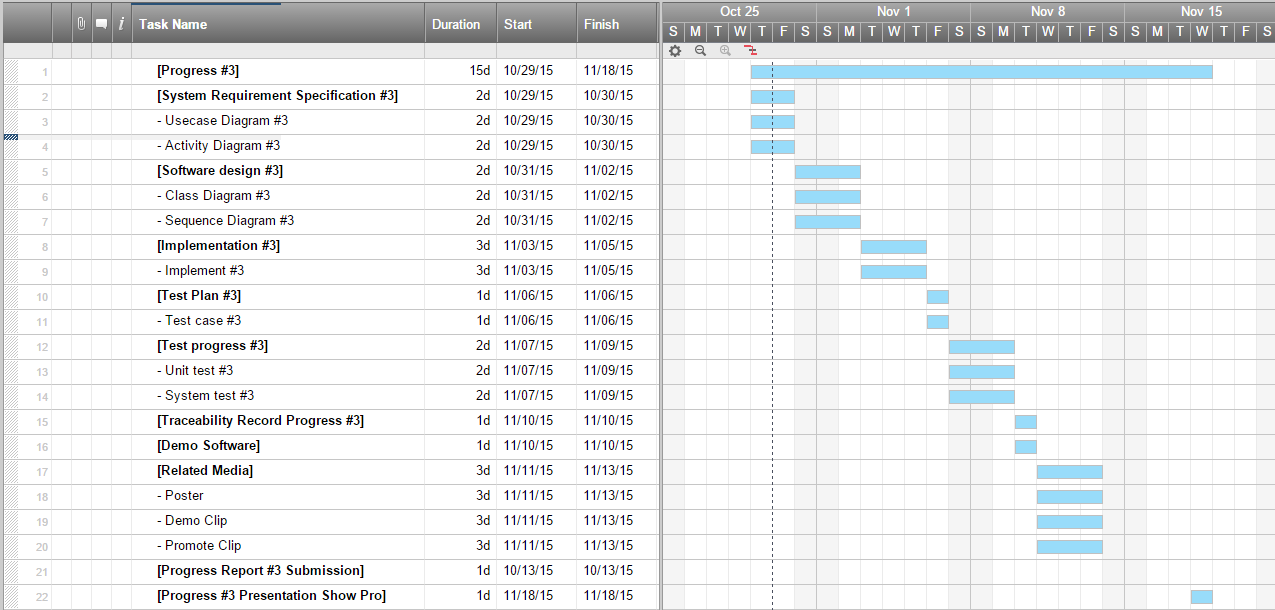 i Task Name Duration Start Finish Oct 25 Nov 1 Nov 8 Nov 15
S M T W T F S S M T W T F S S M T W T F S S M T W T F S
1 [Progress #3] 15d 10/29/15 11/18/15
2 [System Requirement Specification #3] 2d 10/29/15 10/30/15
3 - Usecase Diagram #3 2d 10/29/15 10/30/15
4 - Activity Diagram #3 2d 10/29/15 10/30/15
5 [Software design #3] 2d 10/31/15 11/02/15
6 - Class Diagram #3 2d 10/31/15 11/02/15
7 - Sequence Diagram #3 2d 10/31/15 11/02/15
8 [Implementation #3] 3d 11/03/15 11/05/15
9 - Implement #3 3d 11/03/15 11/05/15
10 [Test Plan #3] 1d 11/06/15 11/06/15
11 - Test case #3 1d 11/06/15 11/06/15
12 [Test progress #3] 2d 11/07/15 11/09/15
13 - Unit test #3 2d 11/07/15 11/09/15
14 - System test #3 2d 11/07/15 11/09/15
15 [Traceability Record Progress #3] 1d 11/10/15 11/10/15
16 [Demo Software] 1d 11/10/15 11/10/15
17 [Related Media] 3d 11/11/15 11/13/15
18 - Poster 3d 11/11/15 11/13/15
19 - Demo Clip 3d 11/11/15 11/13/15
20 - Promote Clip 3d 11/11/15 11/13/15
21 [Progress Report #3 Submission] 1d 10/13/15 10/13/15
22 [Progress #3 Presentation Show Pro] 1d 11/18/15 11/18/15